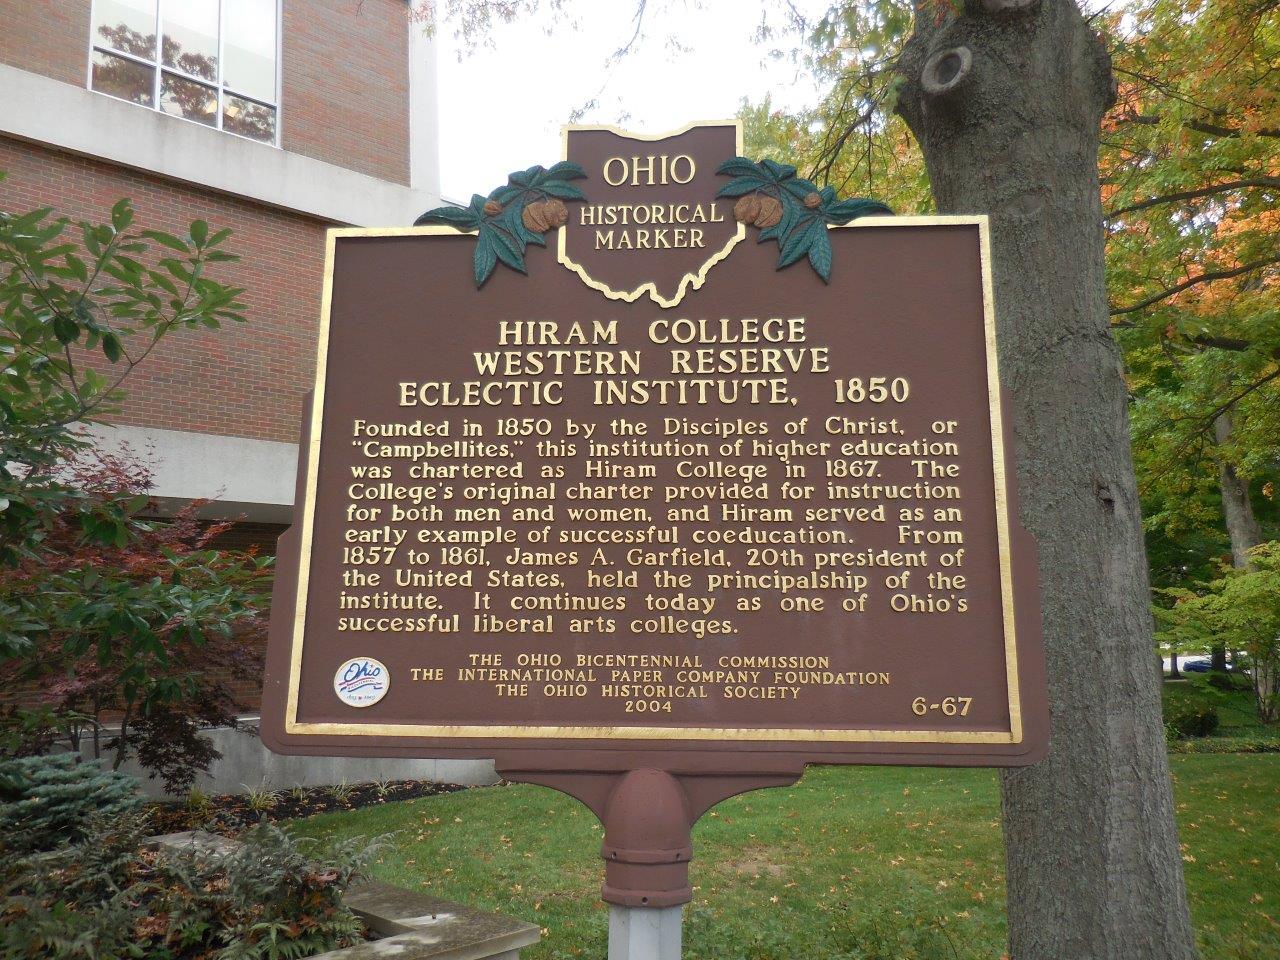 OHIO
HISTORICAL
MARKER
HIRAM COLLEGE
WESTERN RESERVE
ECLECTIC INSTITUTE, 1850
Founded in 1850 by the Disciples of Christ, or
"Campbellites," this institution of higher education
was chartered as Hiram College in 1867. The
College's original charter provided for instruction
for both men and women, and Hiram served as an
early example of successful coeducation. From
1857 to 1861, James A. Garfield, 20th president of
the United States, held the principalship of the
institute. It continues today as one of Ohio's
successful liberal arts colleges.
THE OHIO BICENTENNIAL COMMISSION
THE INTERNATIONAL PAPER COMPANY FOUNDATION
THE OHIO HISTORICAL SOCIETY
2004
6-67
Ohio